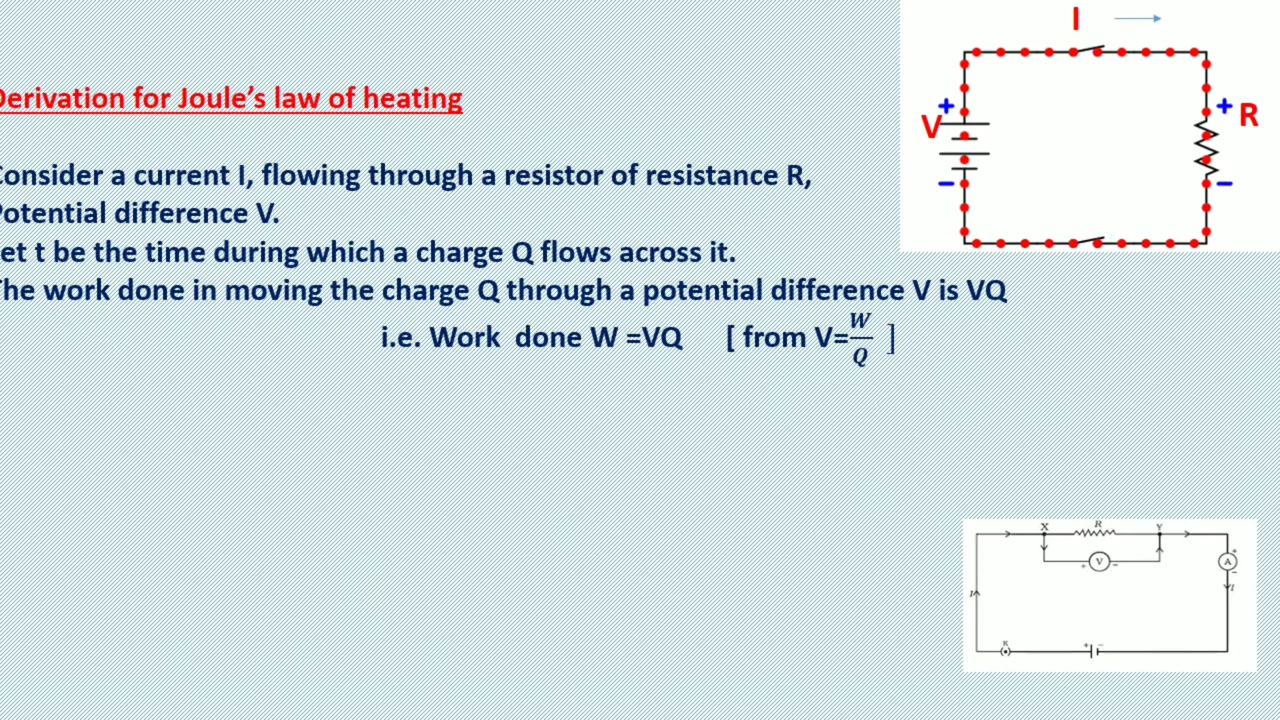 I
Derivation for Joule's law of heating
V
+
+
R
Consider a current I, flowing through a resistor of resistance R,
−
−
Potential difference V.
Let t be the time during which a charge Q flows across it.
The work done in moving the charge Q through a potential difference V is VQ
i.e. Work done W =VQ [ from V=W/Q ]
X R Y
+ V −
+
A
−
I
I
K
+ −